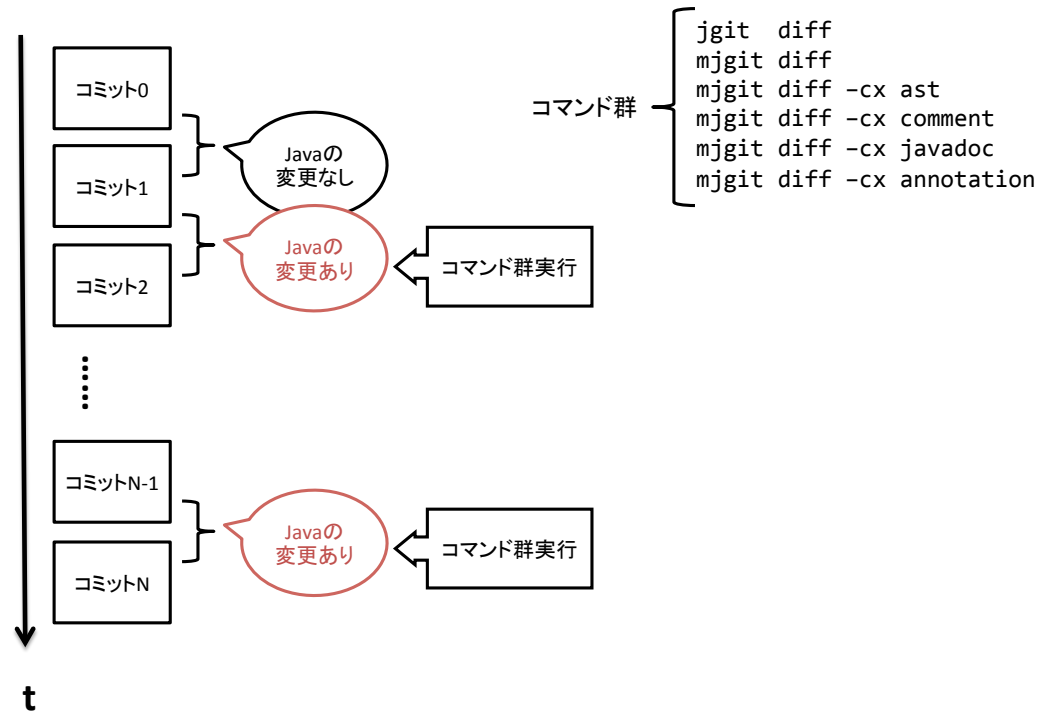 コミット0
コミット1
コミット2
コミットN-1
コミットN
t
Javaの
変更なし
Javaの
変更あり
コマンド群実行
Javaの
変更あり
コマンド群実行
コマンド群
jgit diff
mjgit diff
mjgit diff –cx ast
mjgit diff –cx comment
mjgit diff –cx javadoc
mjgit diff –cx annotation